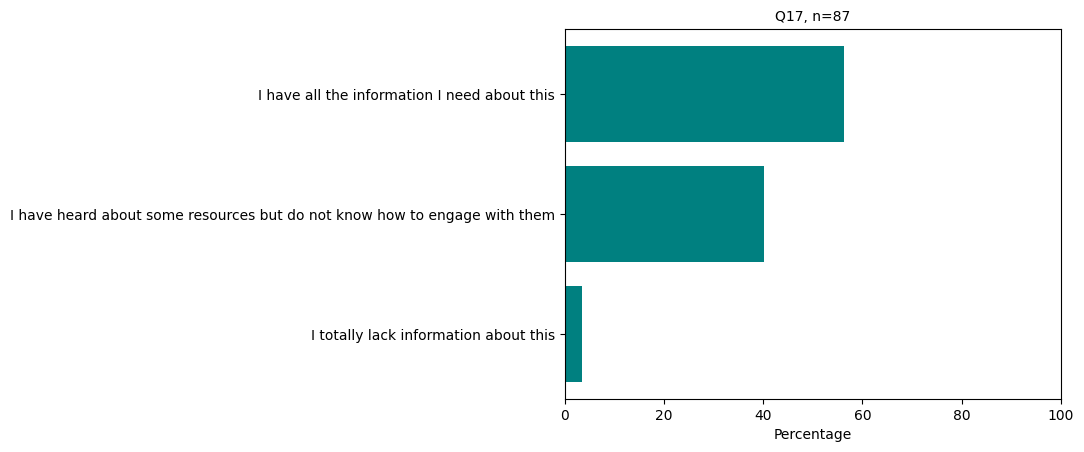 Q17, n=87
I have all the information I need about this
I have heard about some resources but do not know how to engage with them
I totally lack information about this
0 20 40 60 80 100
Percentage